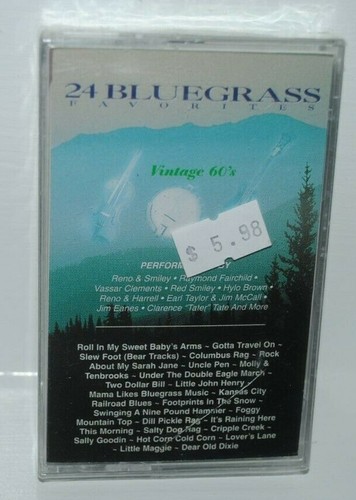 24 BLUEGRASS
FAVORITES
Vintage 60's
$ 5.98
PERFORM
Reno & Smiley • Raymond Fairchild •
Vassar Clements • Red Smiley • Hylo Brown •
Reno & Harrell • Earl Taylor & Jim McCall •
Jim Eanes • Clarence "Tater" Tate And More
Roll In My Sweet Baby's Arms ~ Gotta Travel On ~
Slew Foot (Bear Tracks) ~ Columbus Rag ~ Rock
About My Sarah Jane ~ Uncle Pen ~ Molly &
Tenbrooks ~ Under The Double Eagle March ~
Two Dollar Bill ~ Little John Henry ~
Mama Likes Bluegrass Music ~ Kansas City
Railroad Blues ~ Footprints In The Snow ~
Swinging A Nine Pound Hammer ~ Foggy
Mountain Top ~ Dill Pickle Rag ~ It's Raining Here
This Morning ~ Salty Dog Rag ~ Cripple Creek ~
Sally Goodin ~ Hot Corn Cold Corn ~ Lover's Lane
~ Little Maggie ~ Dear Old Dixie